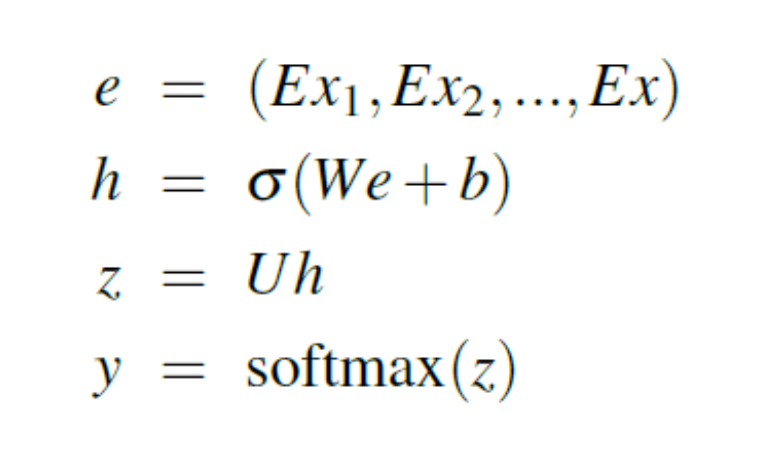 e = (Ex₁, Ex₂, ..., Ex)
h = σ(We + b)
z = Uh
y = softmax(z)